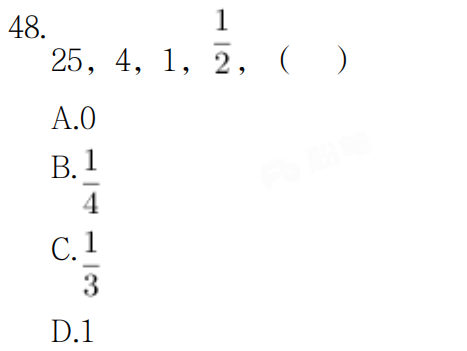 48.
25, 4, 1, 1/2, (  )
A.0
B.1/4
C.1/3
D.1